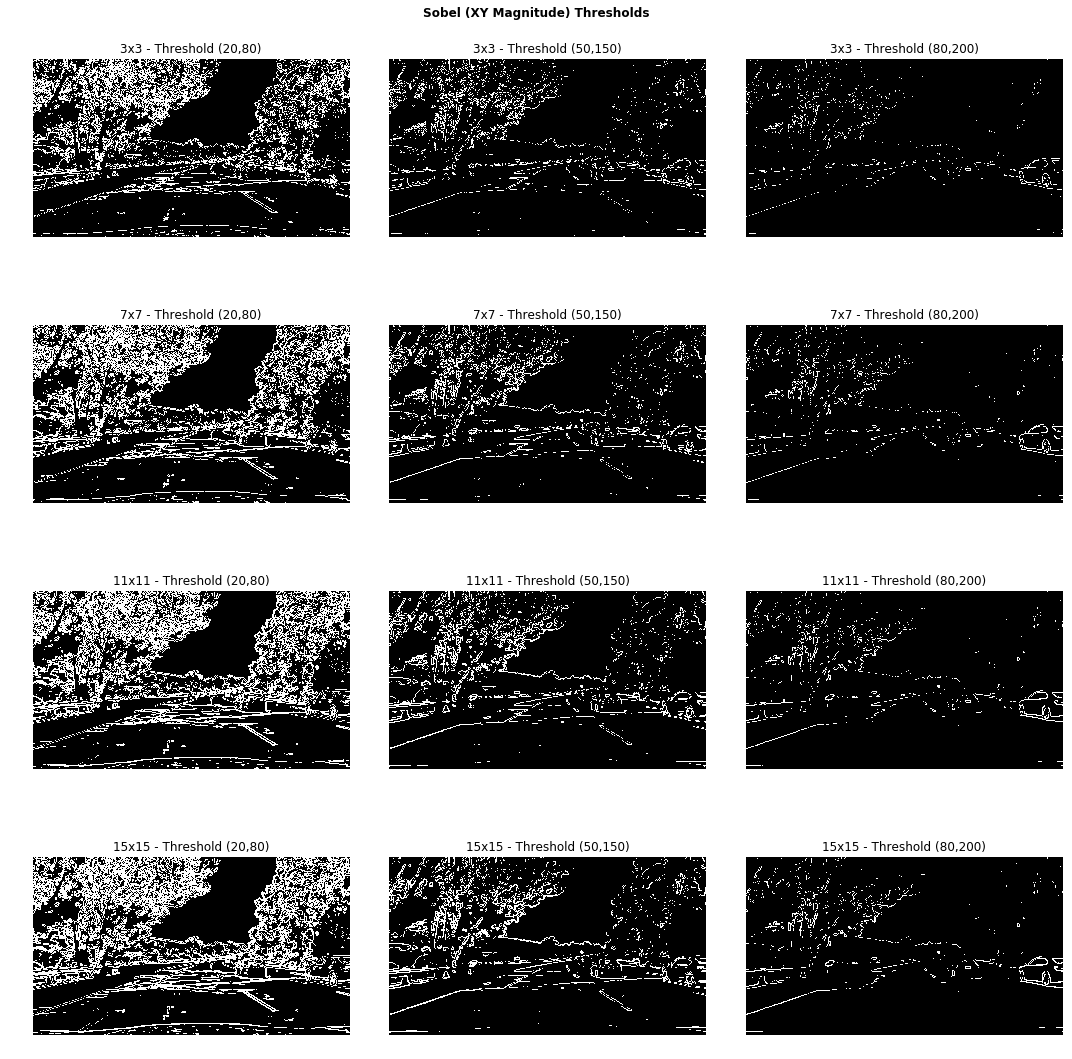 Sobel (XY Magnitude) Thresholds
3x3 - Threshold (20,80)
3x3 - Threshold (50,150)
3x3 - Threshold (80,200)
7x7 - Threshold (20,80)
7x7 - Threshold (50,150)
7x7 - Threshold (80,200)
11x11 - Threshold (20,80)
11x11 - Threshold (50,150)
11x11 - Threshold (80,200)
15x15 - Threshold (20,80)
15x15 - Threshold (50,150)
15x15 - Threshold (80,200)